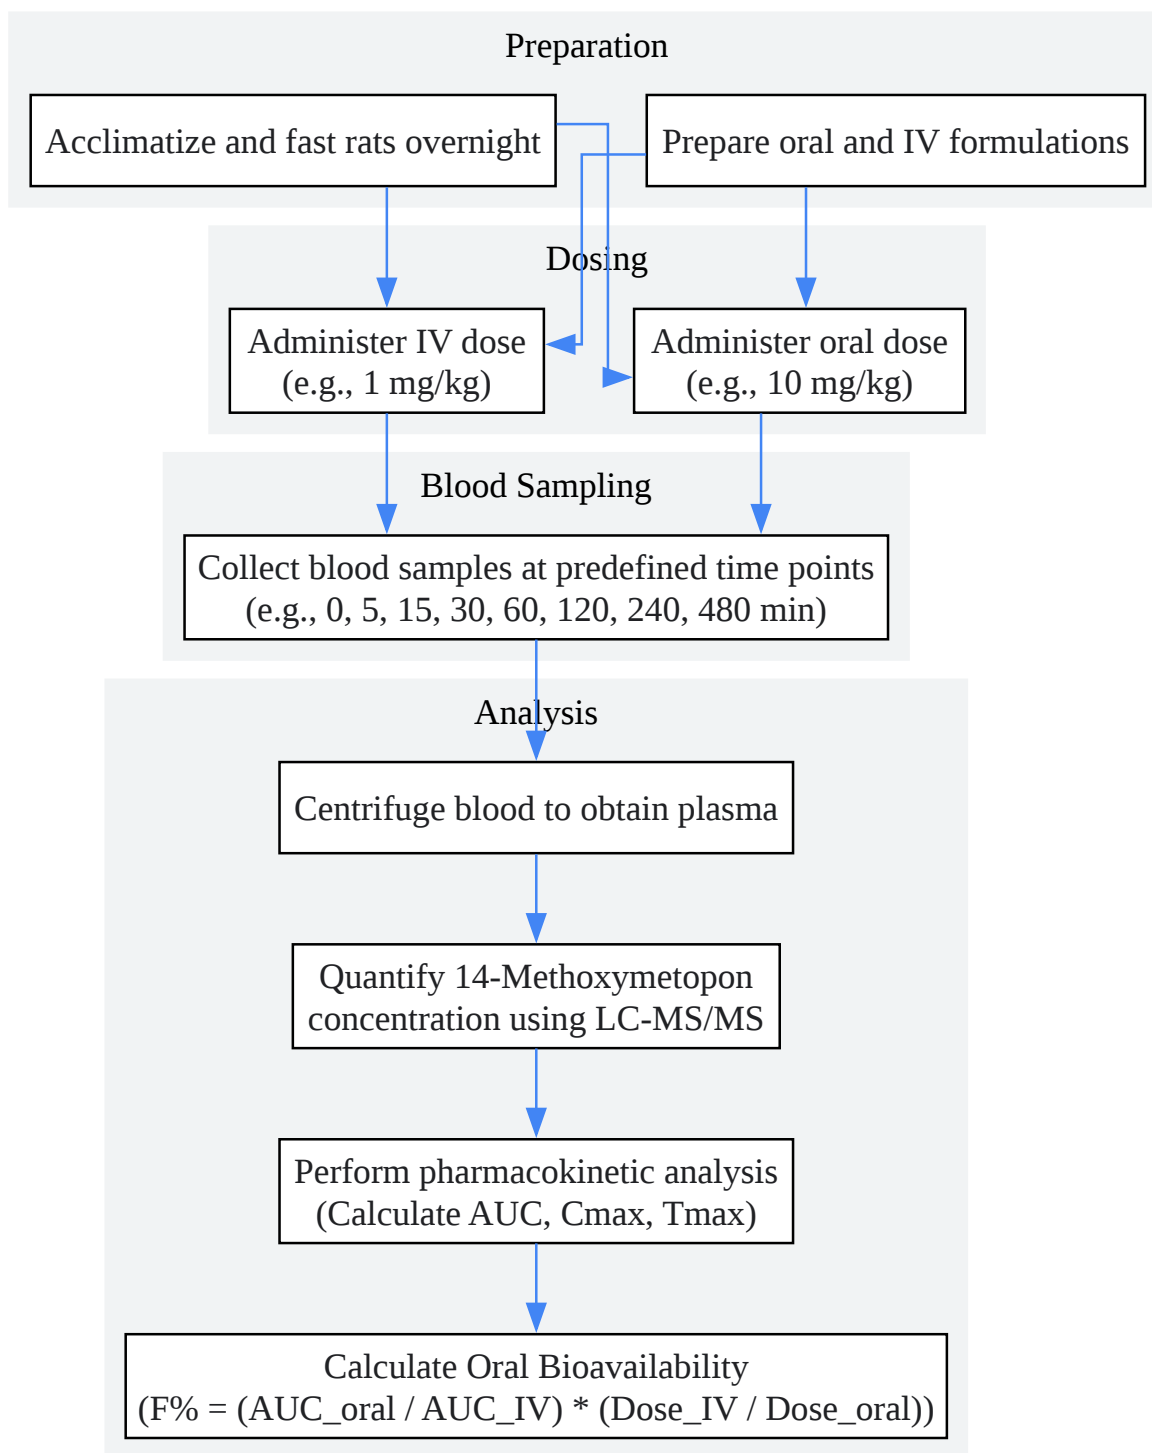 Preparation
Acclimatize and fast rats overnight
Prepare oral and IV formulations
Dosing
Administer IV dose
(e.g., 1 mg/kg)
Administer oral dose
(e.g., 10 mg/kg)
Blood Sampling
Collect blood samples at predefined time points
(e.g., 0, 5, 15, 30, 60, 120, 240, 480 min)
Analysis
Centrifuge blood to obtain plasma
Quantify 14-Methoxymetopon
concentration using LC-MS/MS
Perform pharmacokinetic analysis
(Calculate AUC, Cmax, Tmax)
Calculate Oral Bioavailability
(F% = (AUC_oral / AUC_IV) * (Dose_IV / Dose_oral))